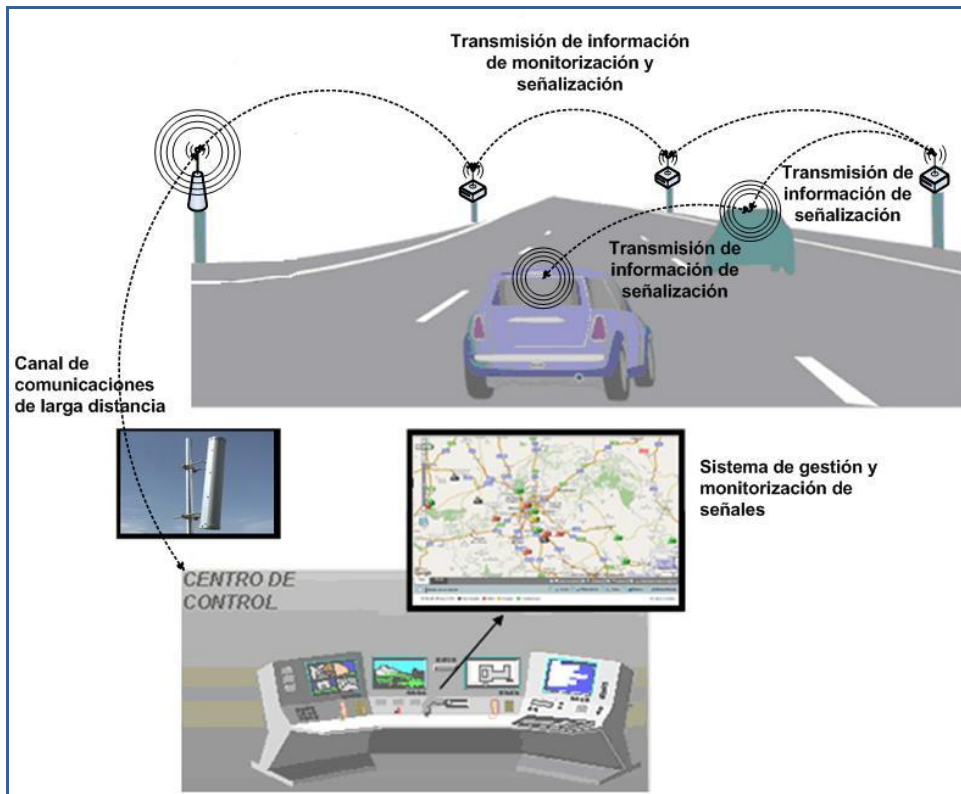 Transmisión de información
de monitorización y
señalización
Transmisión de
información de
señalización
Transmisión de
información de
señalización
Canal de
comunicaciones
de larga distancia
Sistema de gestión y
monitorización de
señales
CENTRO DE
CONTROL